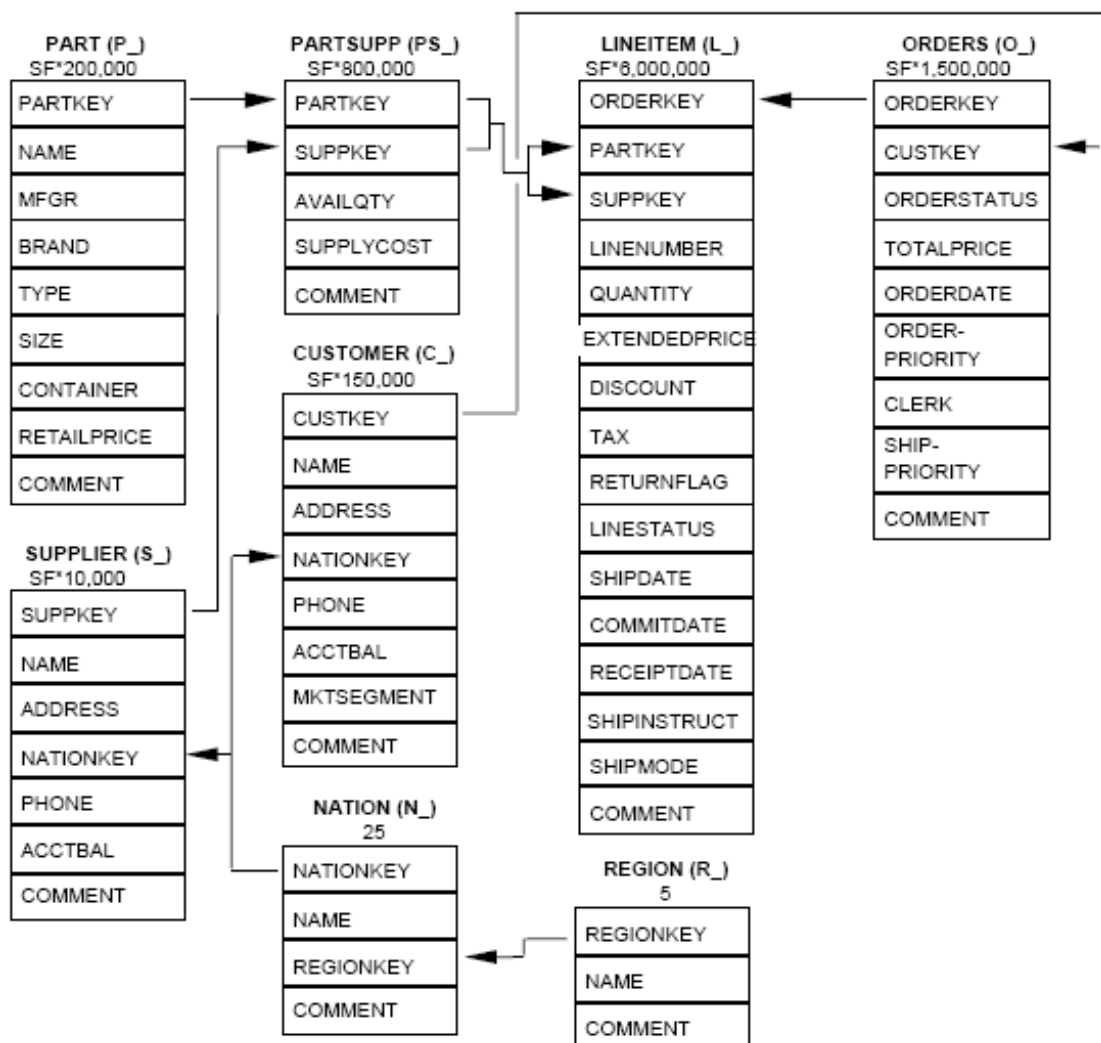 PART (P_)
SF*200,000
PARTKEY
NAME
MFGR
BRAND
TYPE
SIZE
CONTAINER
RETAILPRICE
COMMENT
SUPPLIER (S_)
SF*10,000
SUPPKEY
NAME
ADDRESS
NATIONKEY
PHONE
ACCTBAL
COMMENT
PARTSUPP (PS_)
SF*800,000
PARTKEY
SUPPKEY
AVAILQTY
SUPPLYCOST
COMMENT
CUSTOMER (C_)
SF*150,000
CUSTKEY
NAME
ADDRESS
NATIONKEY
PHONE
ACCTBAL
MKTSEGMENT
COMMENT
NATION (N_)
25
NATIONKEY
NAME
REGIONKEY
COMMENT
LINEITEM (L_)
SF*6,000,000
ORDERKEY
PARTKEY
SUPPKEY
LINENUMBER
QUANTITY
EXTENDEDPRICE
DISCOUNT
TAX
RETURNFLAG
LINESTATUS
SHIPDATE
COMMITDATE
RECEIPTDATE
SHIPINSTRUCT
SHIPMODE
COMMENT
REGION (R_)
5
REGIONKEY
NAME
COMMENT
ORDERS (O_)
SF*1,500,000
ORDERKEY
CUSTKEY
ORDERSTATUS
TOTALPRICE
ORDERDATE
ORDER-
PRIORITY
CLERK
SHIP-
PRIORITY
COMMENT